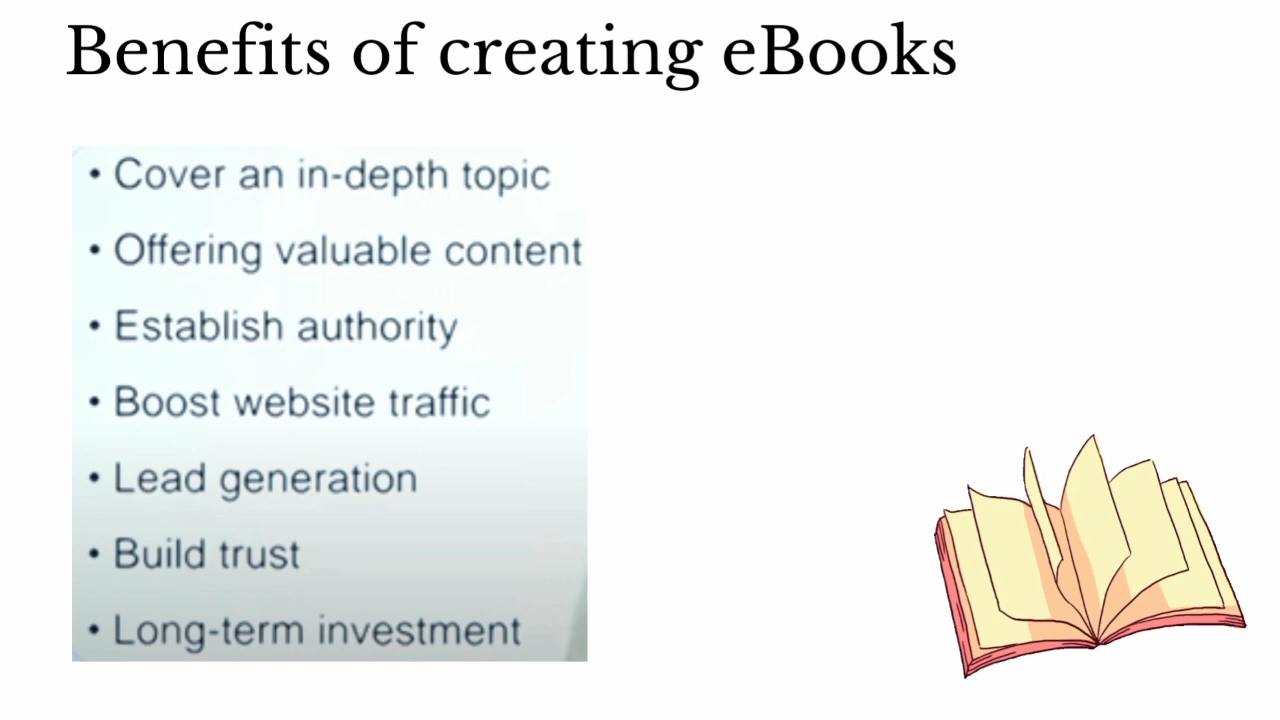 Benefits of creating eBooks
• Cover an in-depth topic
• Offering valuable content
• Establish authority
• Boost website traffic
• Lead generation
• Build trust
• Long-term investment